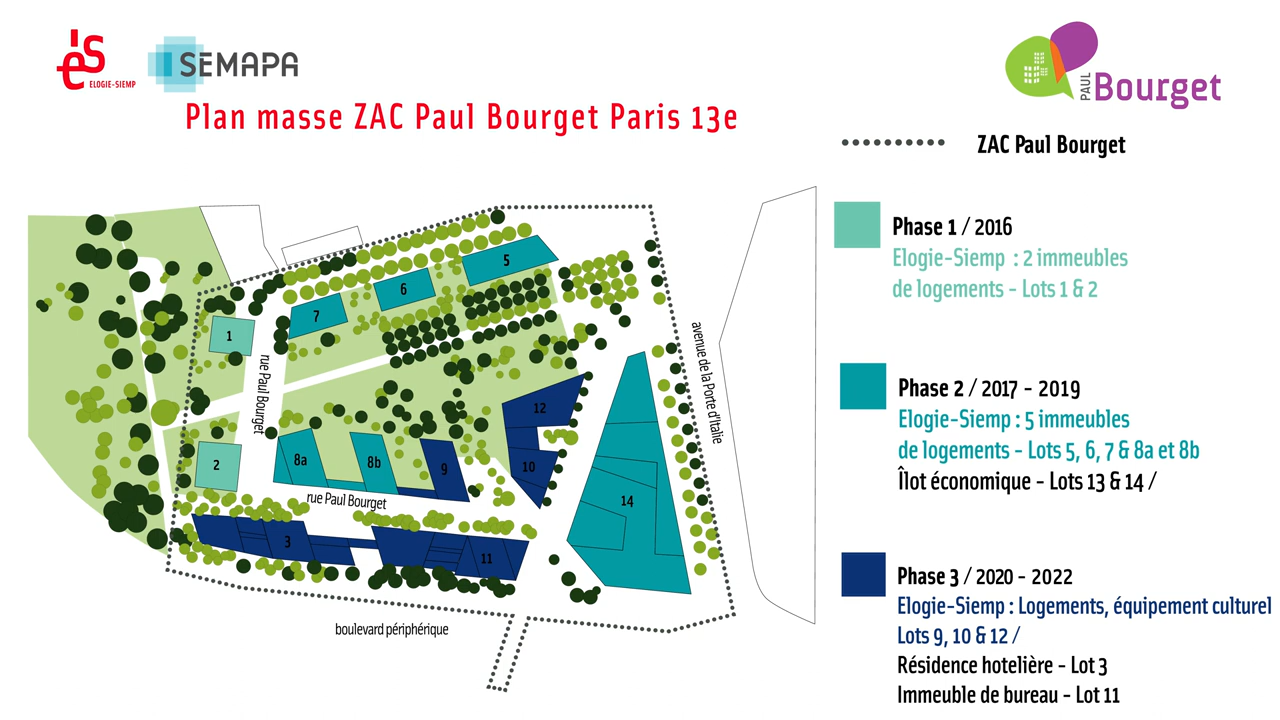 ELOGIE-SIEMP
SEMAPA
Plan masse ZAC Paul Bourget Paris 13e
PAUL
Bourget
ZAC Paul Bourget
Phase 1 / 2016
Elogie-Siemp : 2 immeubles
de logements - Lots 1 & 2
Phase 2 / 2017 - 2019
Elogie-Siemp : 5 immeubles
de logements - Lots 5, 6, 7 & 8a et 8b
Îlot économique - Lots 13 & 14 /
Phase 3 / 2020 - 2022
Elogie-Siemp : Logements, équipement culturel
Lots 9, 10 & 12 /
Résidence hotelière - Lot 3
Immeuble de bureau - Lot 11
5
6
7
1
rue Paul Bourget
avenue de la Porte d'Italie
12
2
8a
8b
9
10
14
rue Paul Bourget
3
11
boulevard périphérique